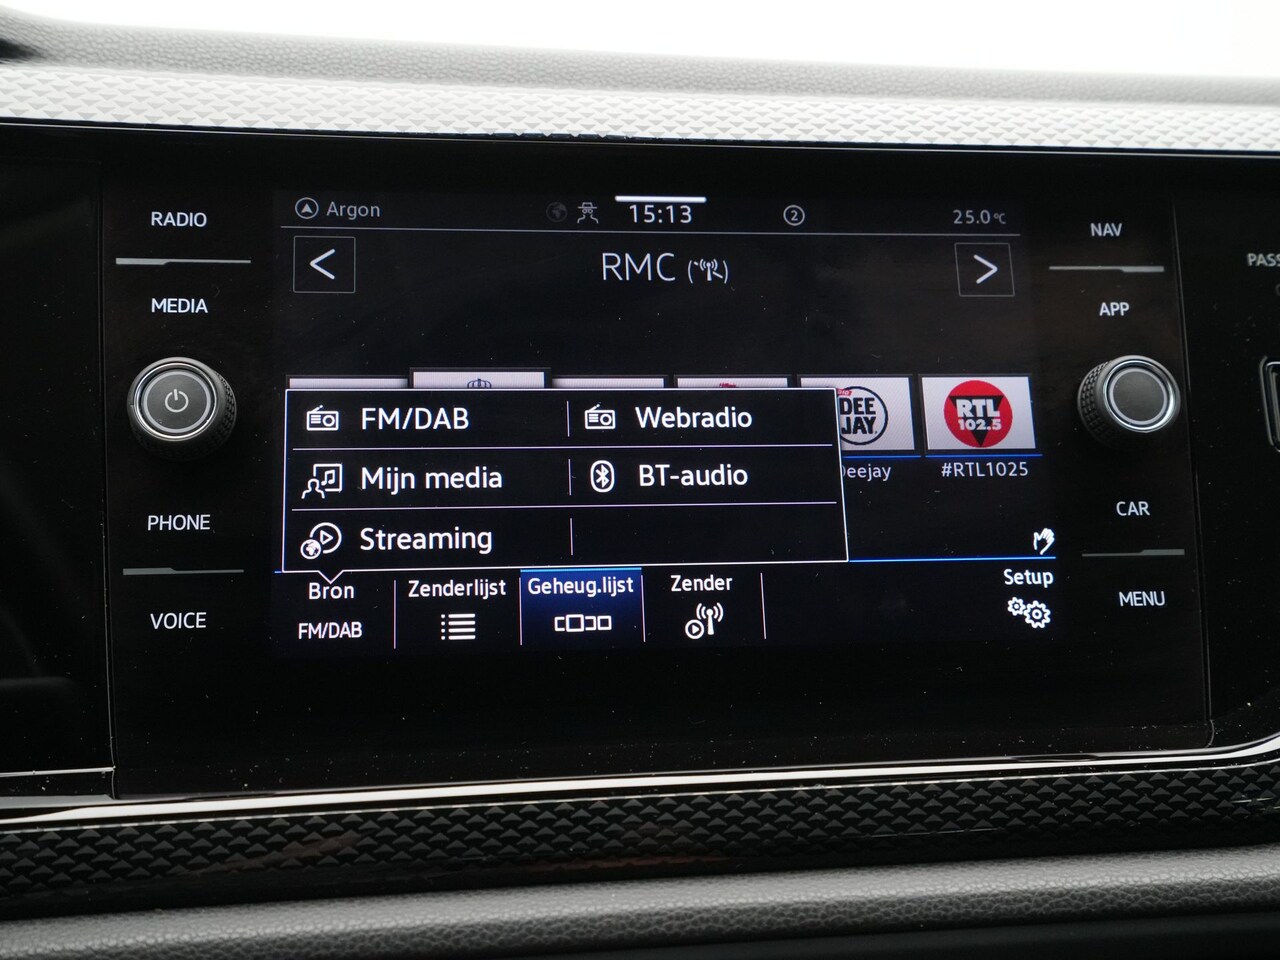 RADIO
MEDIA
PHONE
VOICE
Argon
15:13
2
25.0°C
RMC
FM/DAB
Webradio
Mijn media
BT-audio
Streaming
DEE
JAY
RTL
102.5
Deejay
#RTL1025
Bron
FM/DAB
Zenderlijst
Geheug.lijst
Zender
Setup
NAV
APP
CAR
MENU
PASS